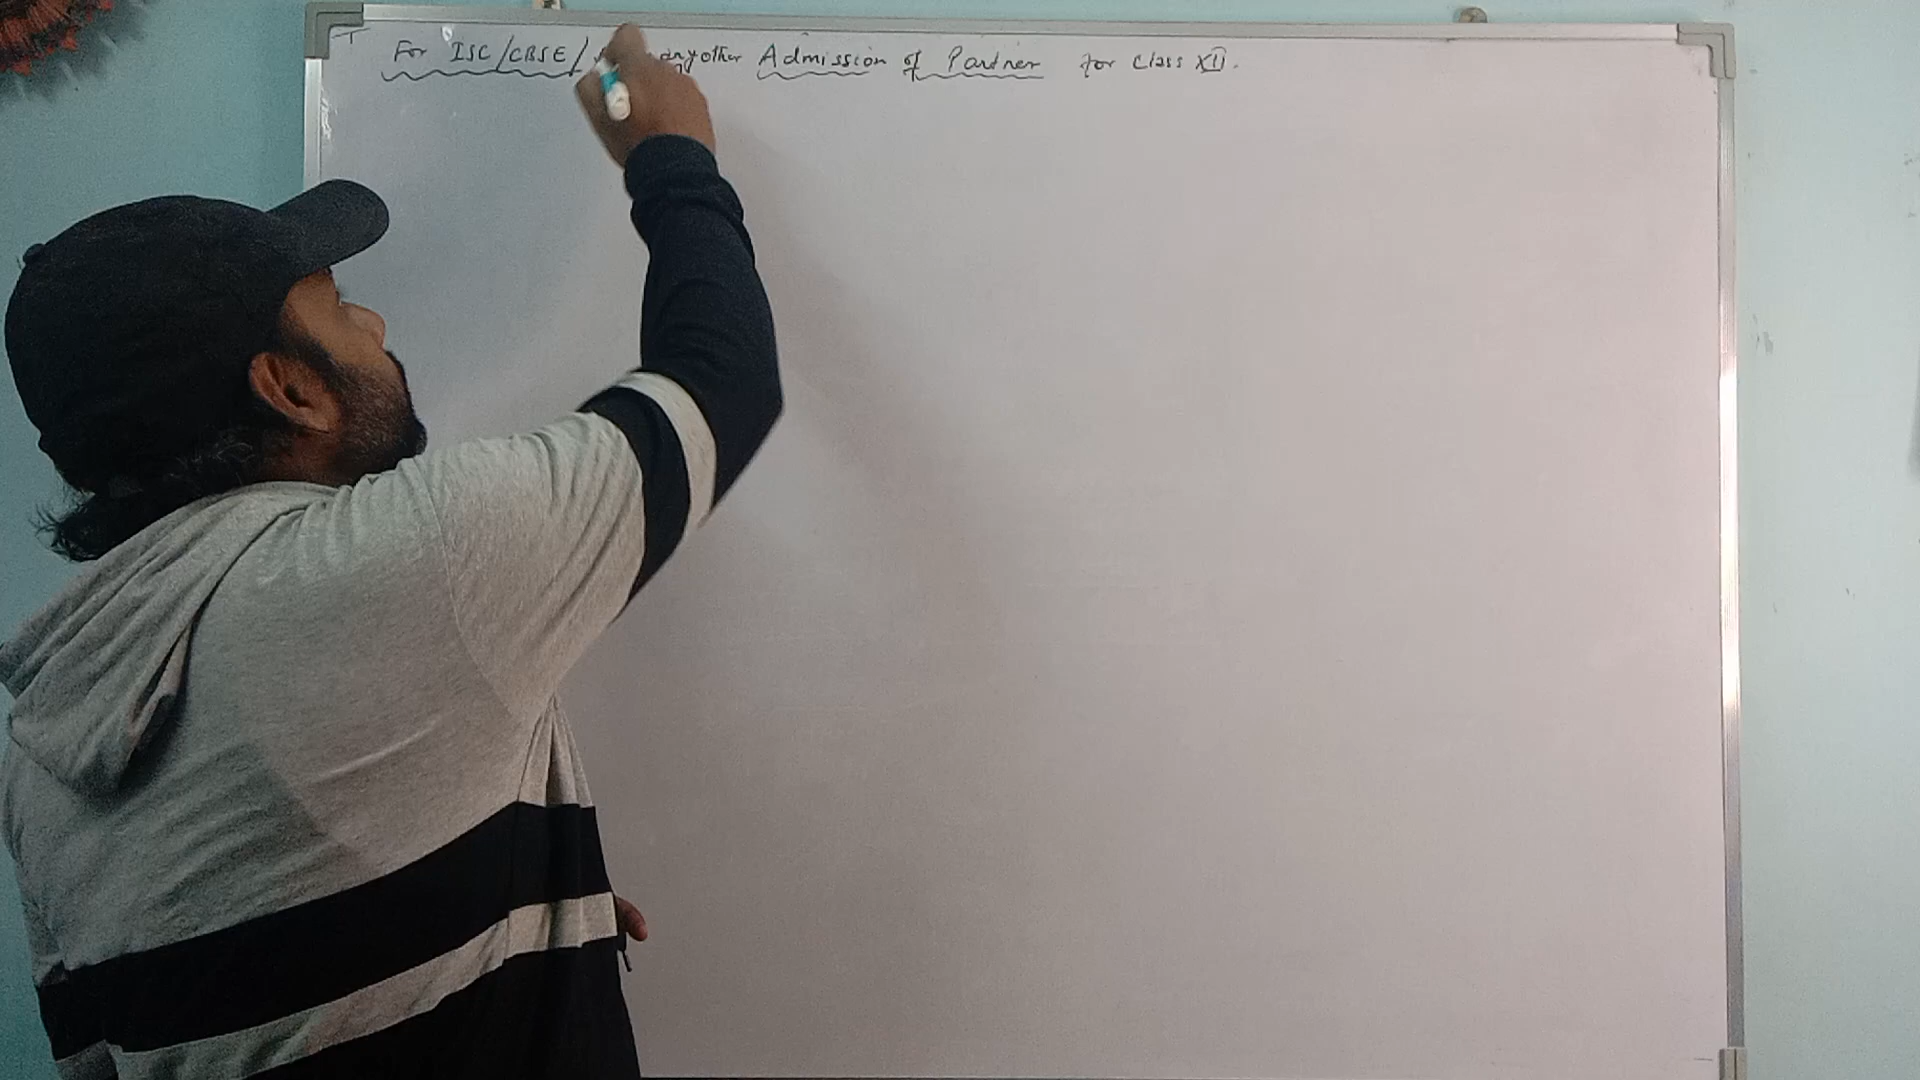 For ISC/CBSE/ any other Admission of Partner for class XII.